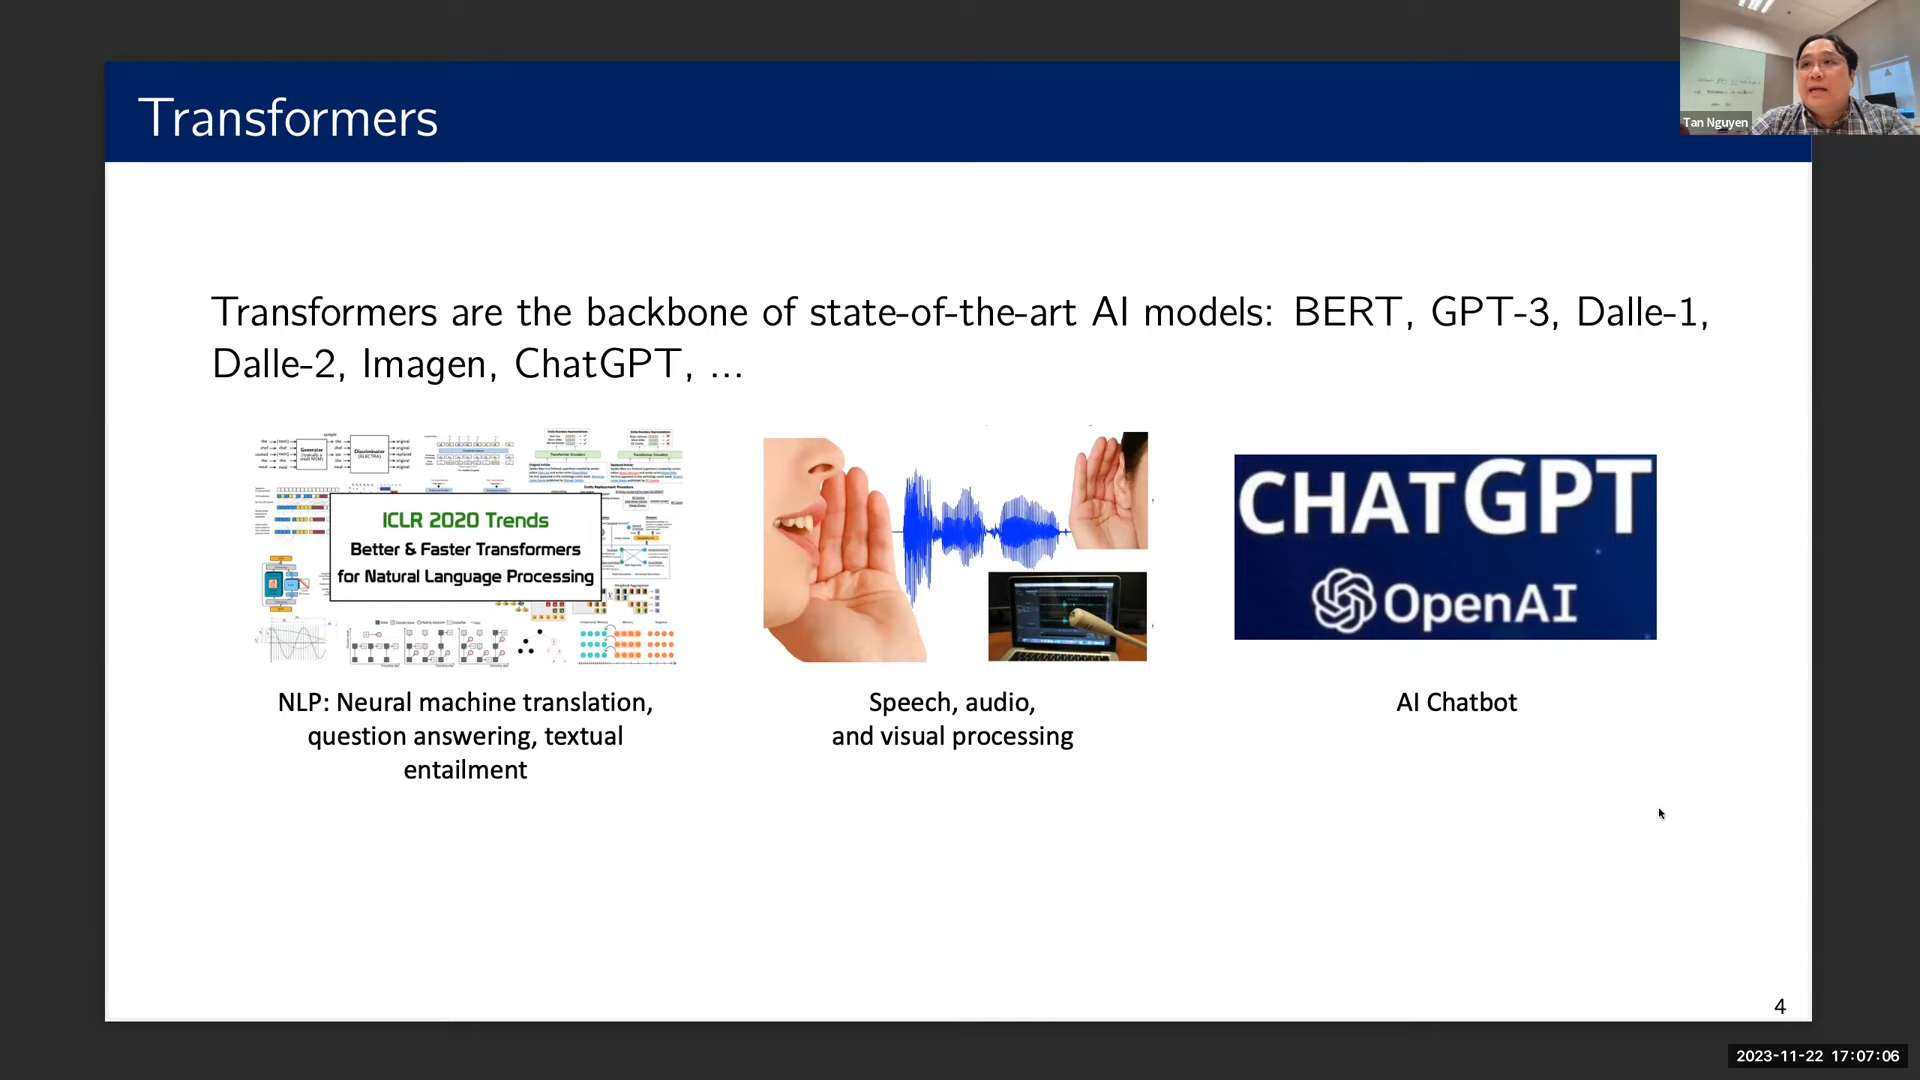 Transformers
Tan Nguyen
Transformers are the backbone of state-of-the-art AI models: BERT, GPT-3, Dalle-1,
Dalle-2, Imagen, ChatGPT, ...
Generator
Discriminator
ICLR 2020 Trends
Better & Faster Transformers
for Natural Language Processing
CHATGPT
OpenAI
NLP: Neural machine translation,
question answering, textual
entailment
Speech, audio,
and visual processing
AI Chatbot
4
2023-11-22 17:07:06